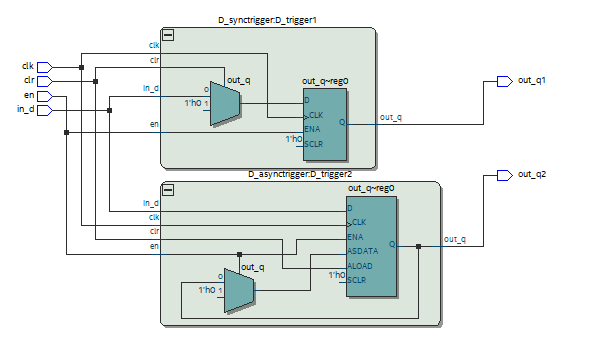 D_synctrigger:D_trigger1
clk
clr
in_d
en
out_q
0
1'h0 1
out_q~reg0
D
CLK
ENA
1'h0
SCLR
Q
out_q
out_q1
clk
clr
en
in_d
D_asynctrigger:D_trigger2
in_d
clk
clr
en
out_q
0
1'h0 1
out_q~reg0
D
CLK
ENA
ASDATA
ALOAD
1'h0
SCLR
Q
out_q
out_q2